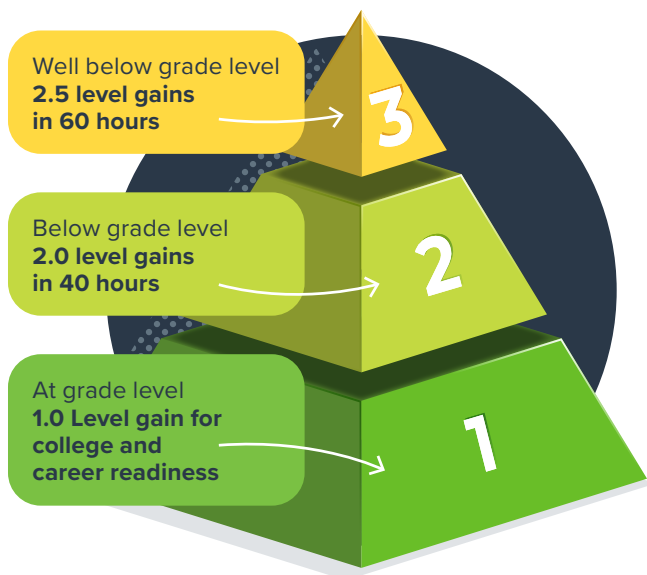 Well below grade level
2.5 level gains
in 60 hours
3
Below grade level
2.0 level gains
in 40 hours
2
At grade level
1.0 Level gain for
college and
career readiness
1